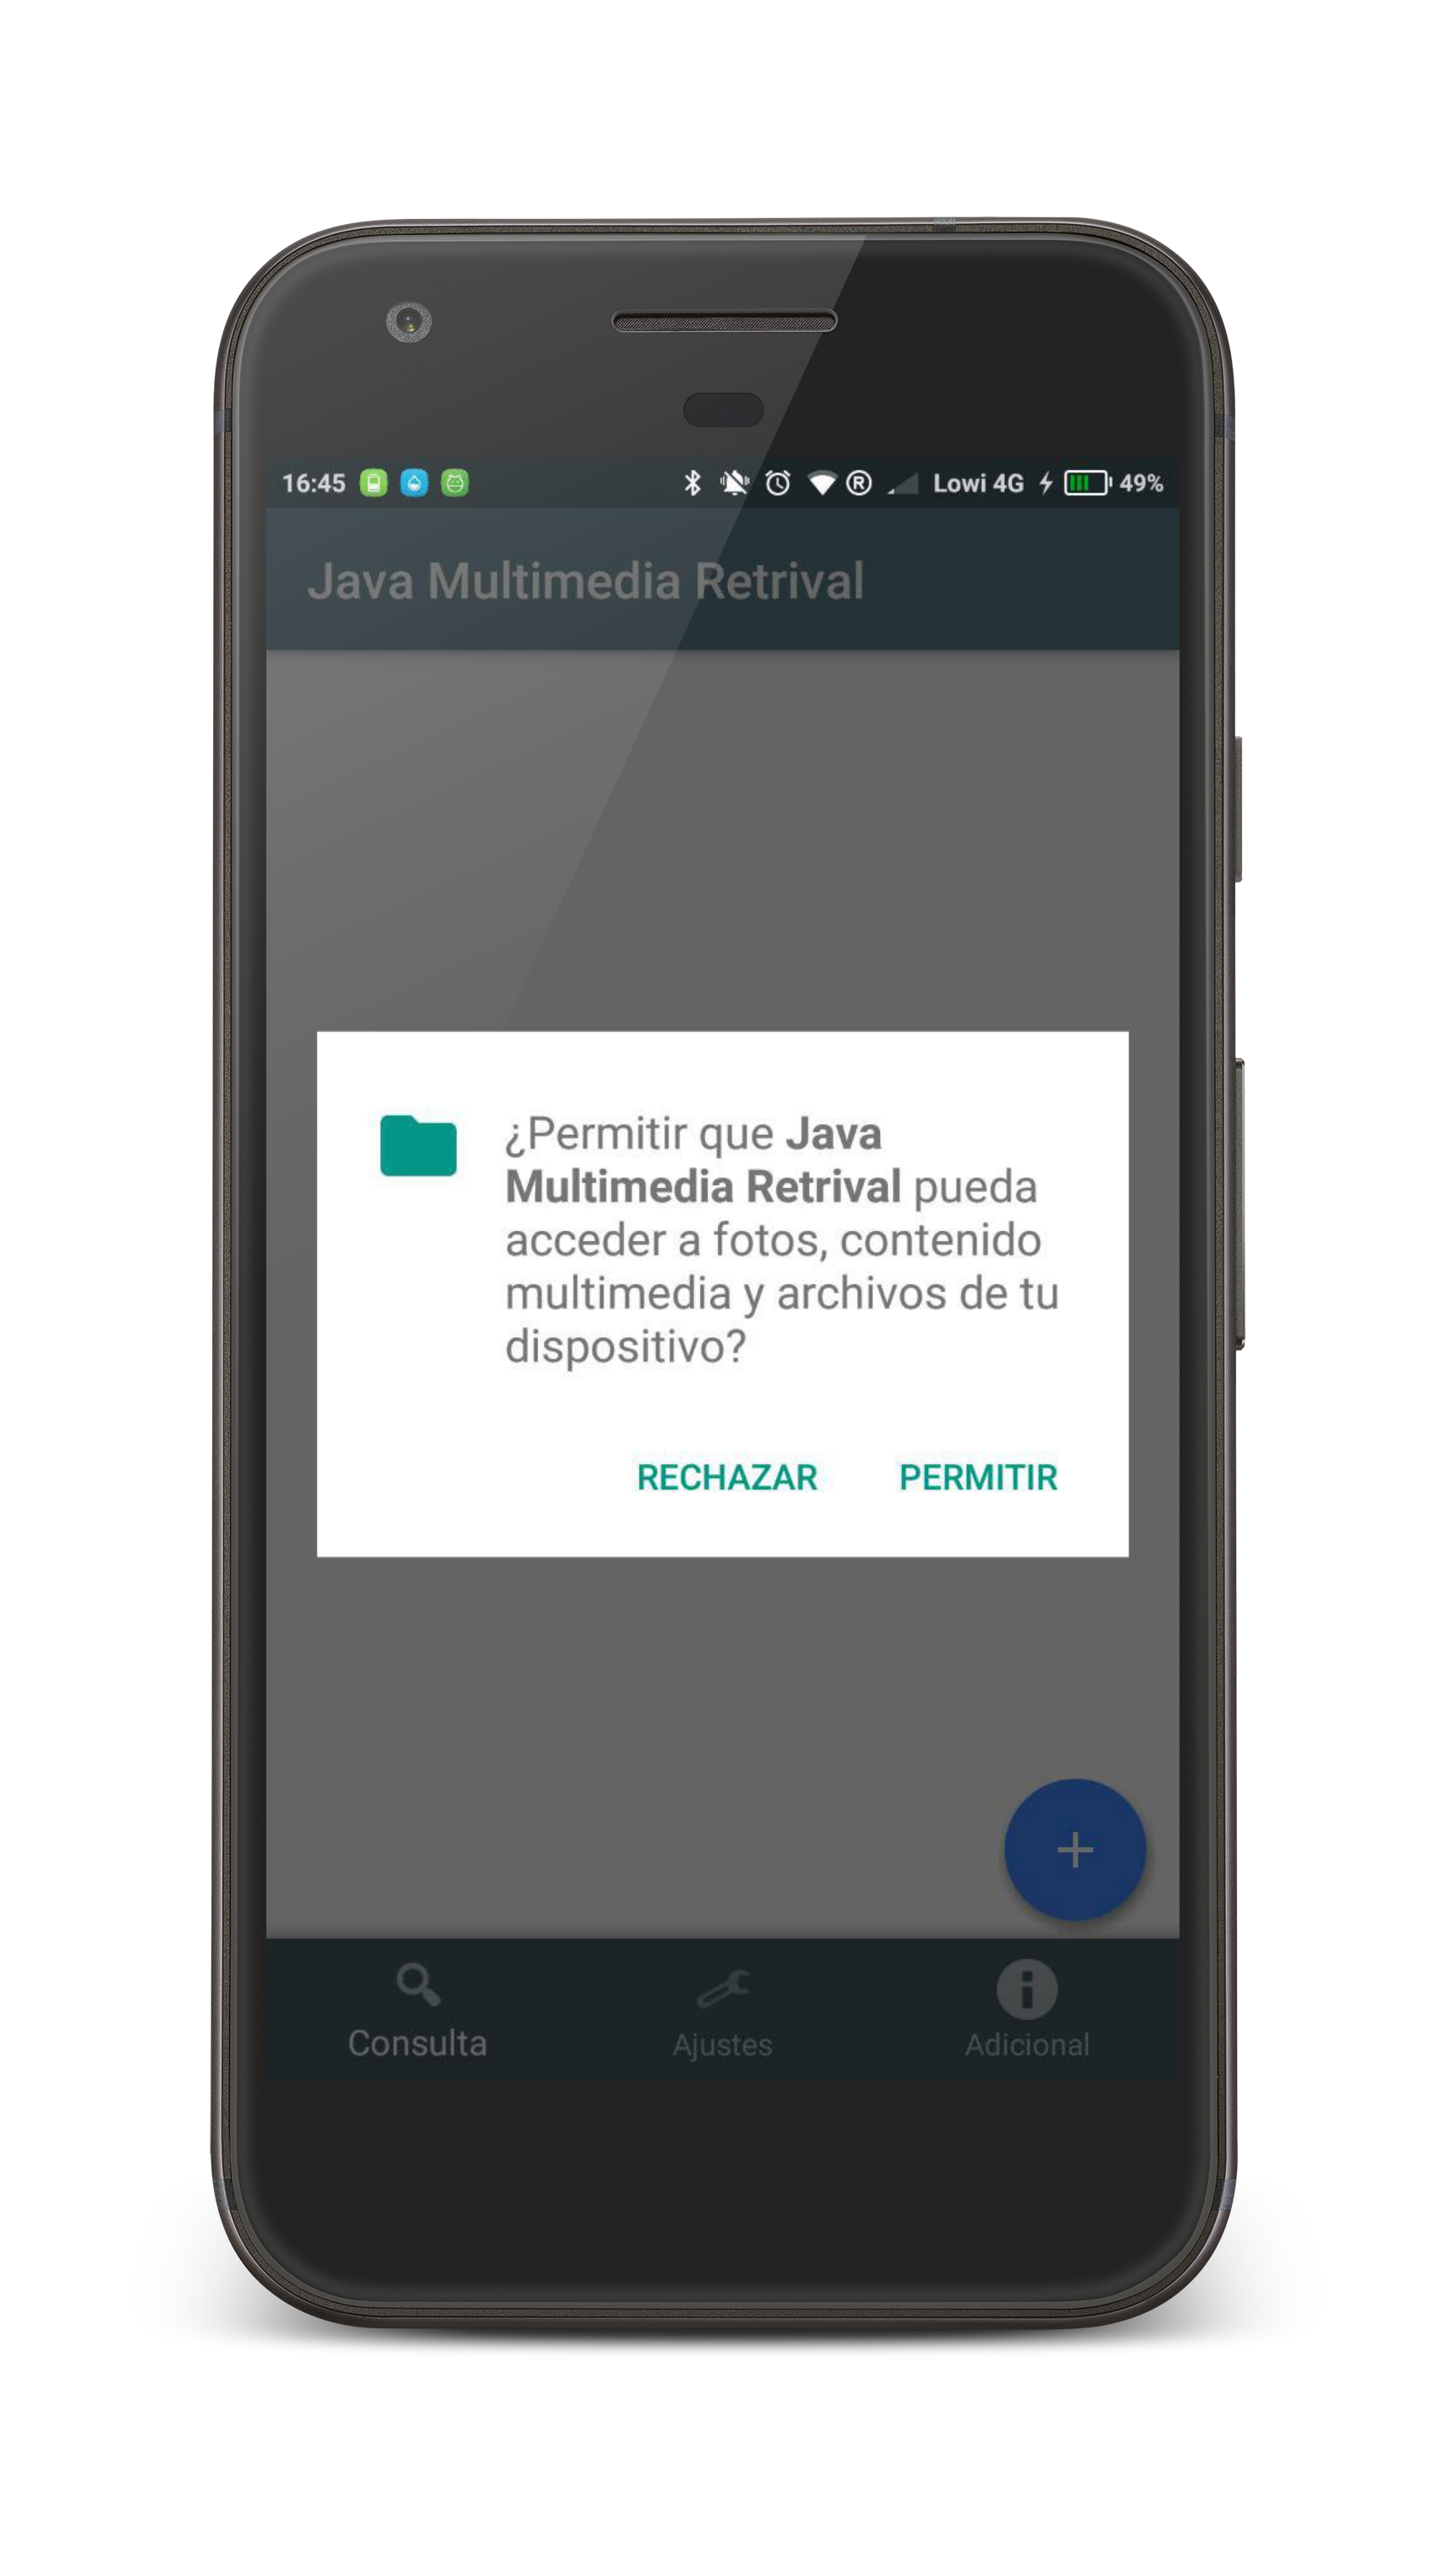 16:45 Ⓡ Lowi 4G 49%
Java Multimedia Retrival
¿Permitir que Java
Multimedia Retrival pueda
acceder a fotos, contenido
multimedia y archivos de tu
dispositivo?
RECHAZAR PERMITIR
+
Consulta Ajustes Adicional